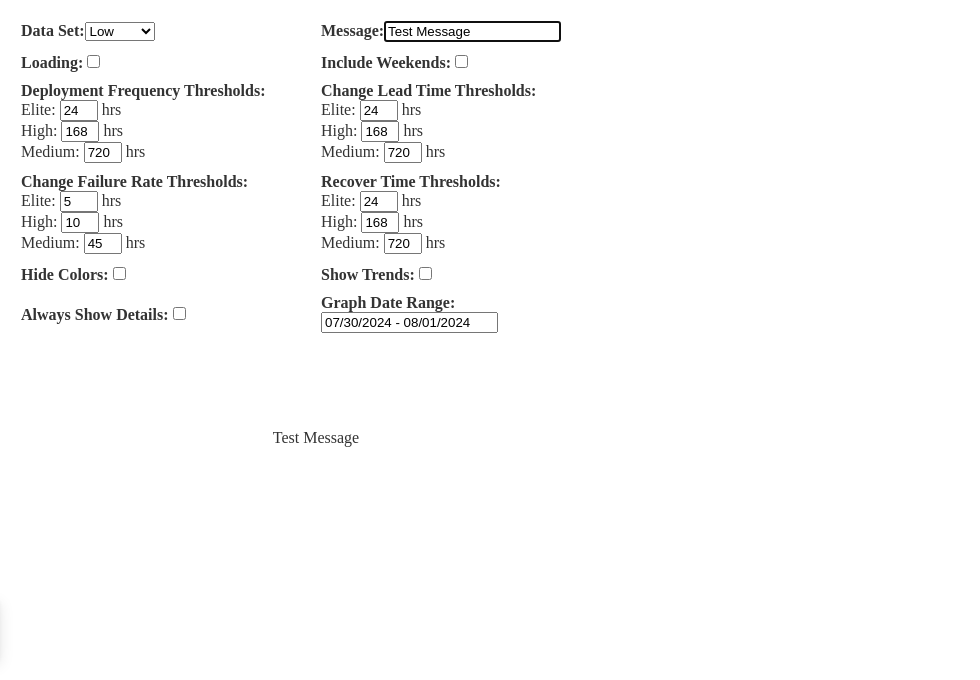 Data Set: Low Message: Test Message
Loading: Include Weekends:
Deployment Frequency Thresholds: Change Lead Time Thresholds:
Elite: 24 hrs Elite: 24 hrs
High: 168 hrs High: 168 hrs
Medium: 720 hrs Medium: 720 hrs
Change Failure Rate Thresholds: Recover Time Thresholds:
Elite: 5 hrs Elite: 24 hrs
High: 10 hrs High: 168 hrs
Medium: 45 hrs Medium: 720 hrs
Hide Colors: Show Trends:
Always Show Details: Graph Date Range:
07/30/2024 - 08/01/2024
Test Message